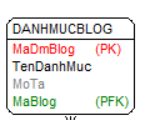 DANHMUCBLOG
MaDmBlog (PK)
TenDanhMuc
MoTa
MaBlog (PFK)